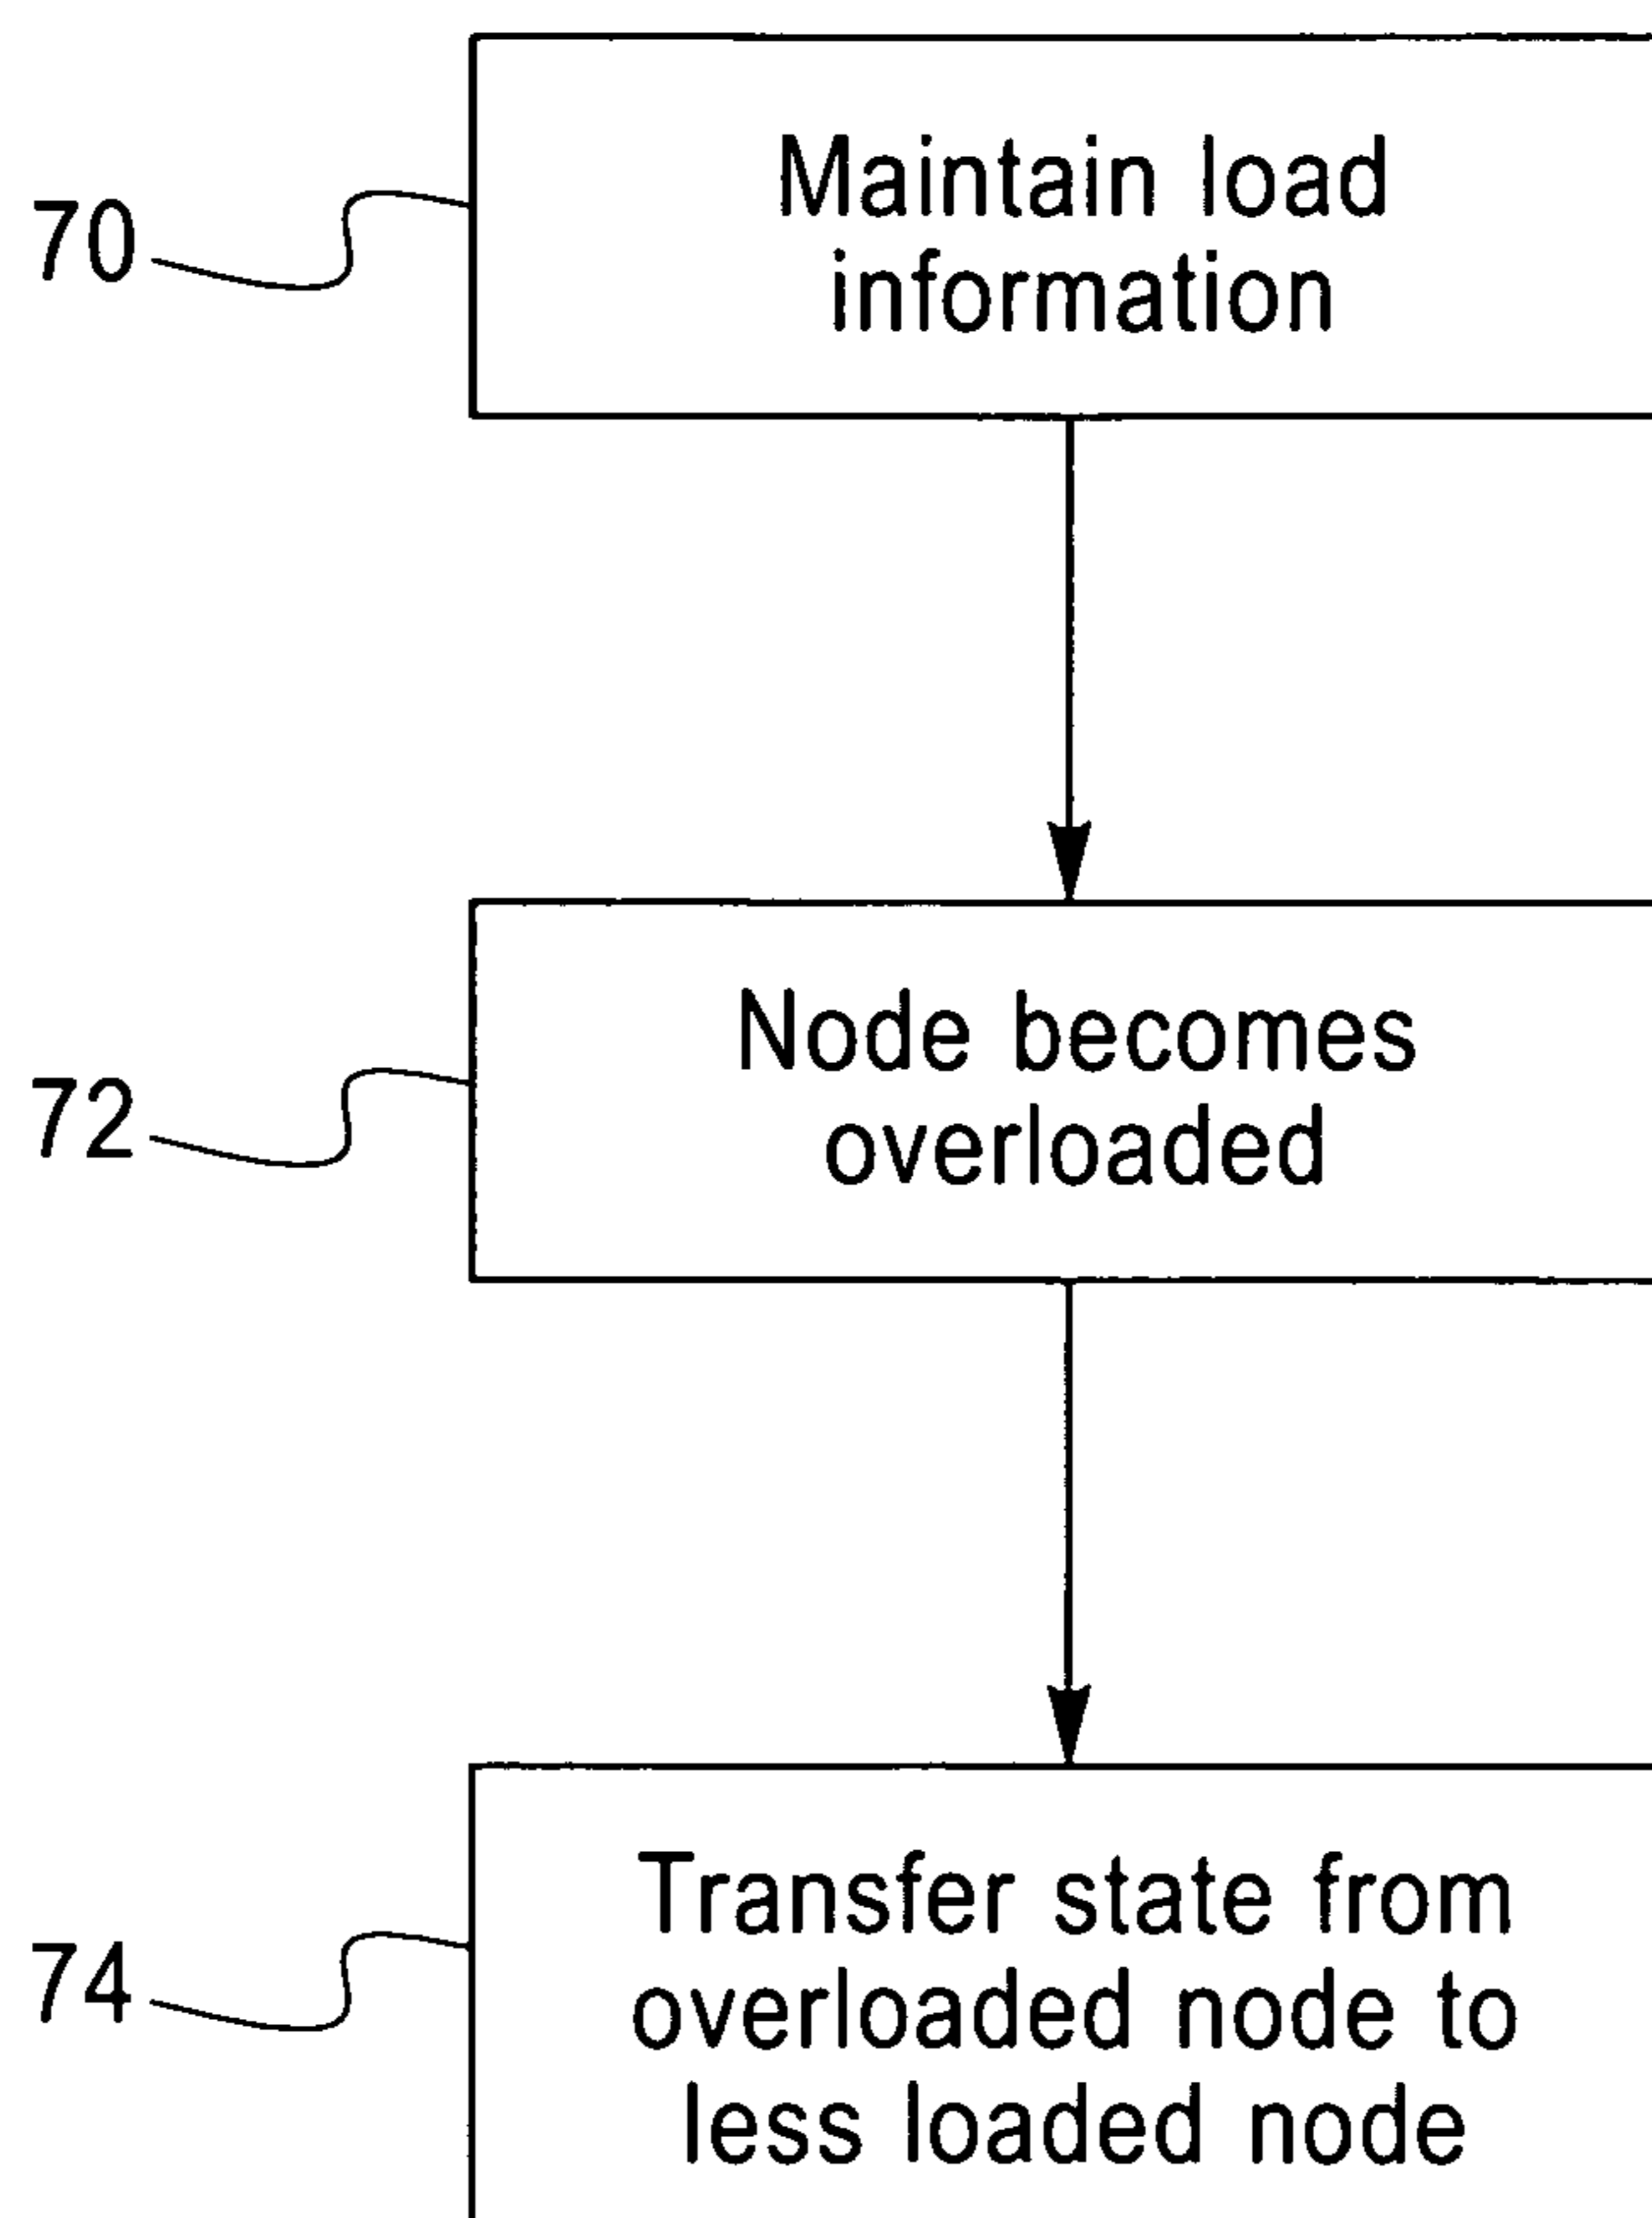 70
Maintain load
information
72
Node becomes
overloaded
74
Transfer state from
overloaded node to
less loaded node